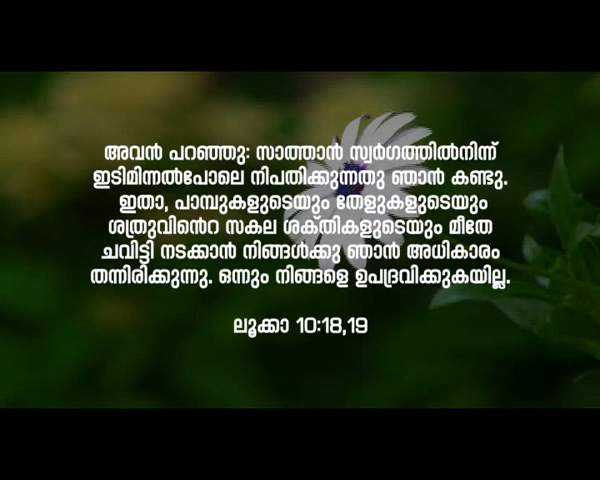 അവൻ പറഞ്ഞു: സാത്താൻ സ്വർഗത്തിൽനിന്ന്
ഇടിമിന്നൽപോലെ നിപതിക്കുന്നതു ഞാൻ കണ്ടു.
ഇതാ, പാമ്പുകളുടെയും തേളുകളുടെയും
ശത്രുവിൻെറ സകല ശക്തികളുടെയും മീതേ
ചവിട്ടി നടക്കാൻ നിങ്ങൾക്കു ഞാൻ അധികാരം
തന്നിരിക്കുന്നു. ഒന്നും നിങ്ങളെ ഉപദ്രവിക്കുകയില്ല.
ലൂക്കാ 10:18,19